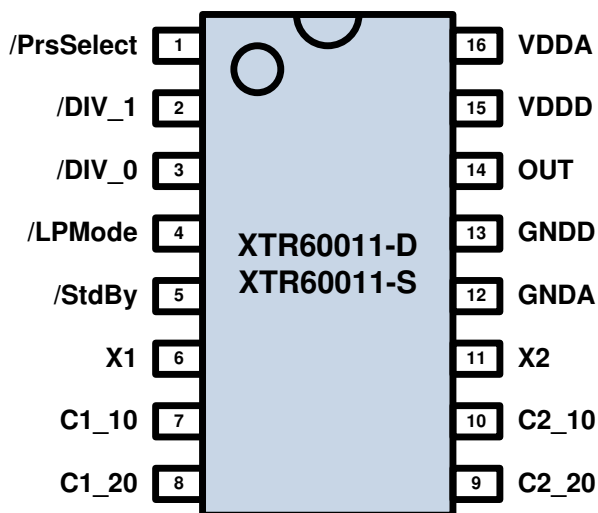 /PrsSelect 1 16 VDDA
/DIV_1 2 15 VDDD
/DIV_0 3 14 OUT
/LPMode 4 13 GNDD
XTR60011-D
XTR60011-S
/StdBy 5 12 GNDA
X1 6 11 X2
C1_10 7 10 C2_10
C1_20 8 9 C2_20